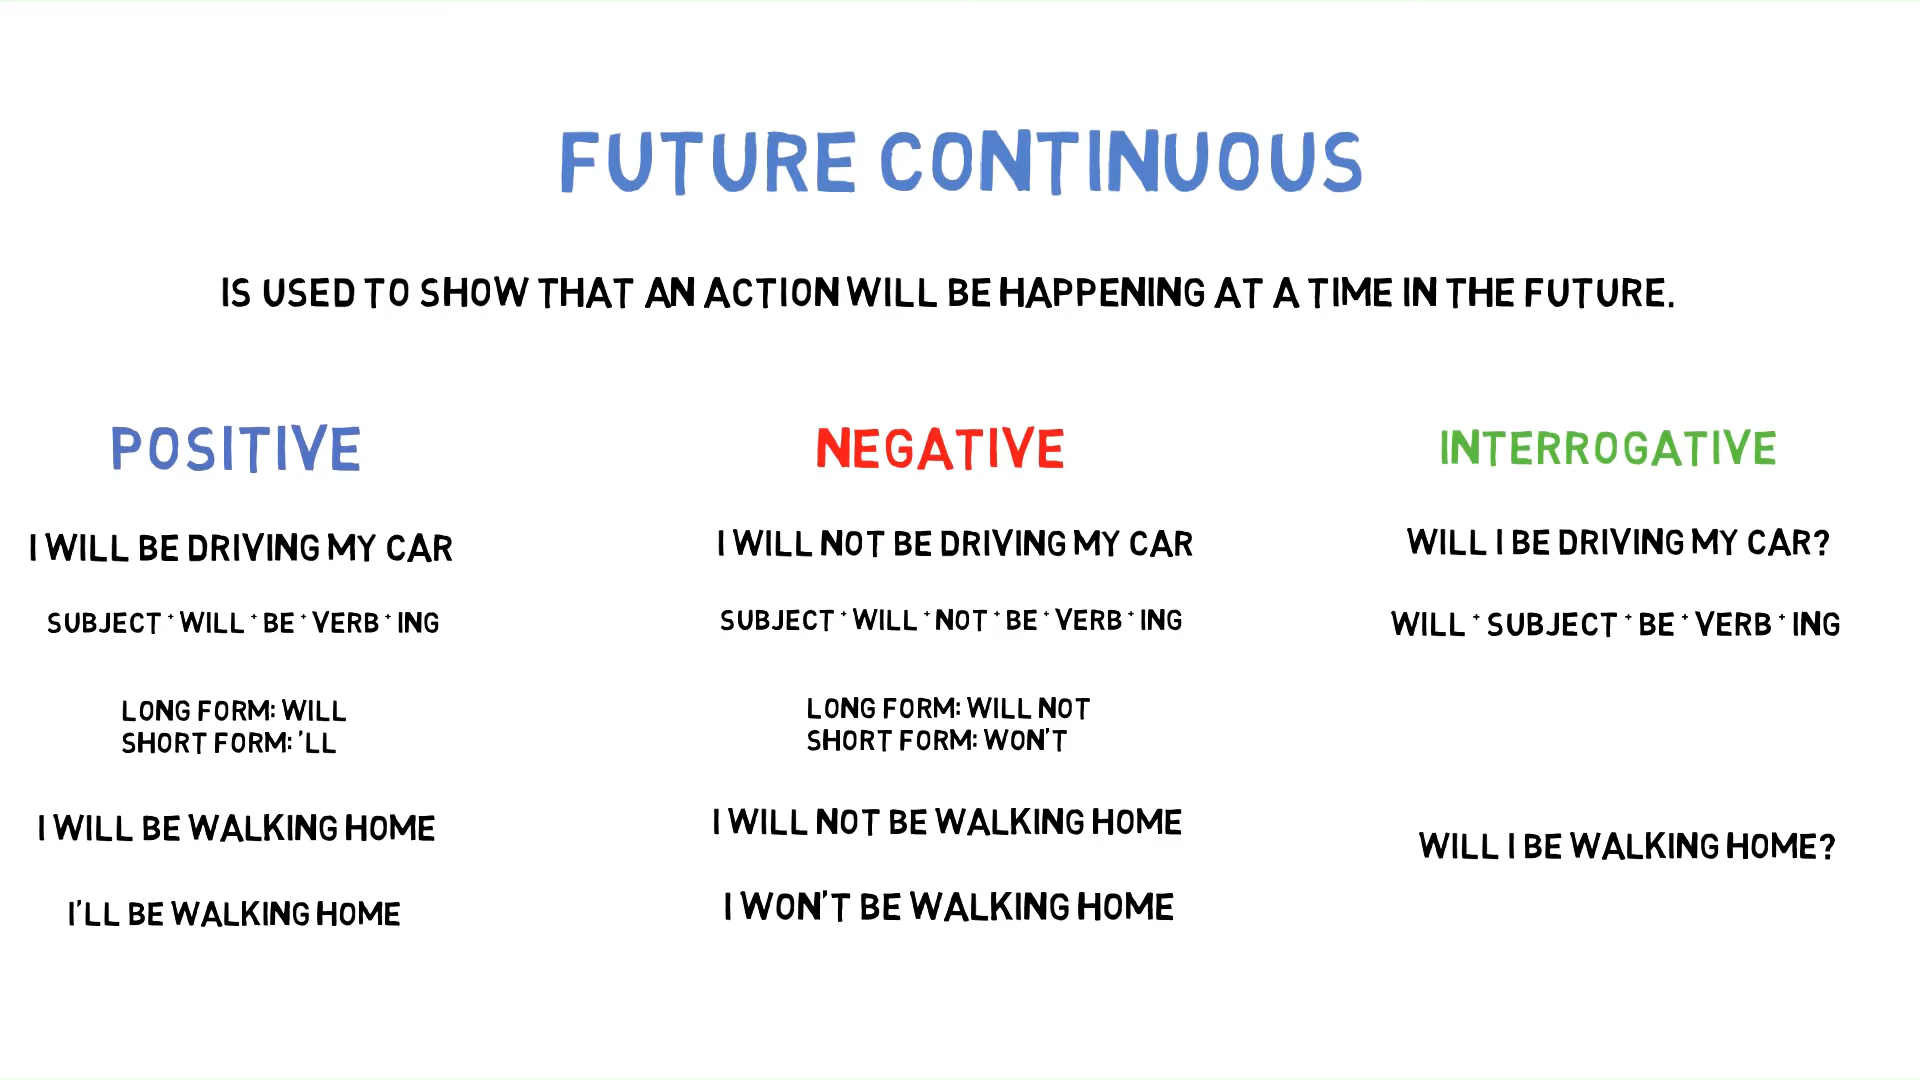 FUTURE CONTINUOUS
IS USED TO SHOW THAT AN ACTION WILL BE HAPPENING AT A TIME IN THE FUTURE.
POSITIVE
I WILL BE DRIVING MY CAR
SUBJECT + WILL + BE + VERB + ING
LONG FORM: WILL
SHORT FORM: 'LL
I WILL BE WALKING HOME
I'LL BE WALKING HOME
NEGATIVE
I WILL NOT BE DRIVING MY CAR
SUBJECT + WILL + NOT + BE + VERB + ING
LONG FORM: WILL NOT
SHORT FORM: WON'T
I WILL NOT BE WALKING HOME
I WON'T BE WALKING HOME
INTERROGATIVE
WILL I BE DRIVING MY CAR?
WILL + SUBJECT + BE + VERB + ING
WILL I BE WALKING HOME?